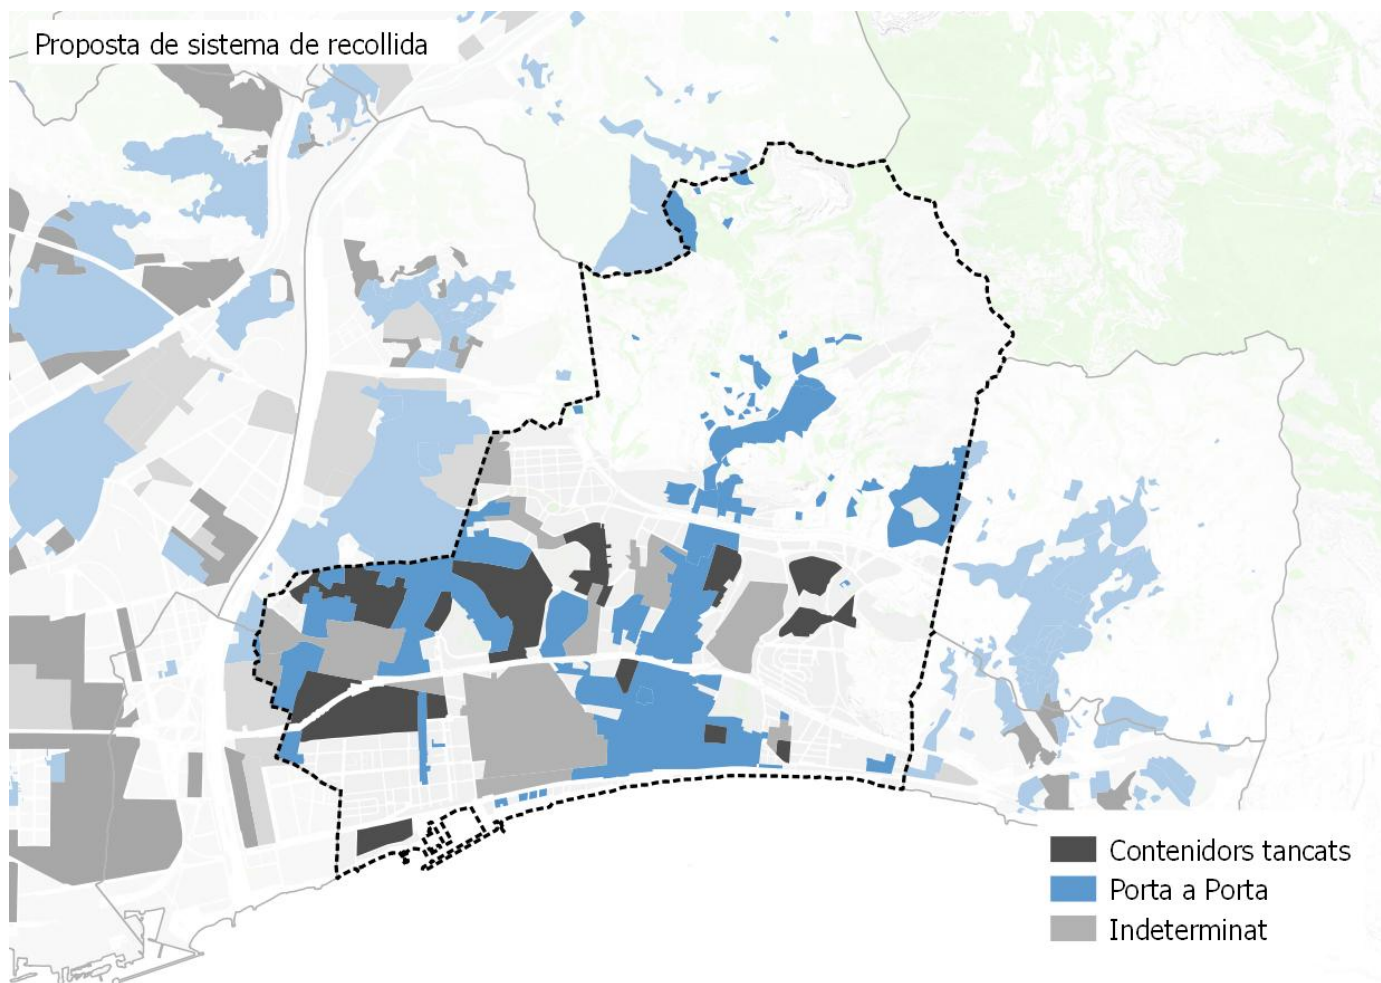 Proposta de sistema de recollida
Contenidors tancats
Porta a Porta
Indeterminat